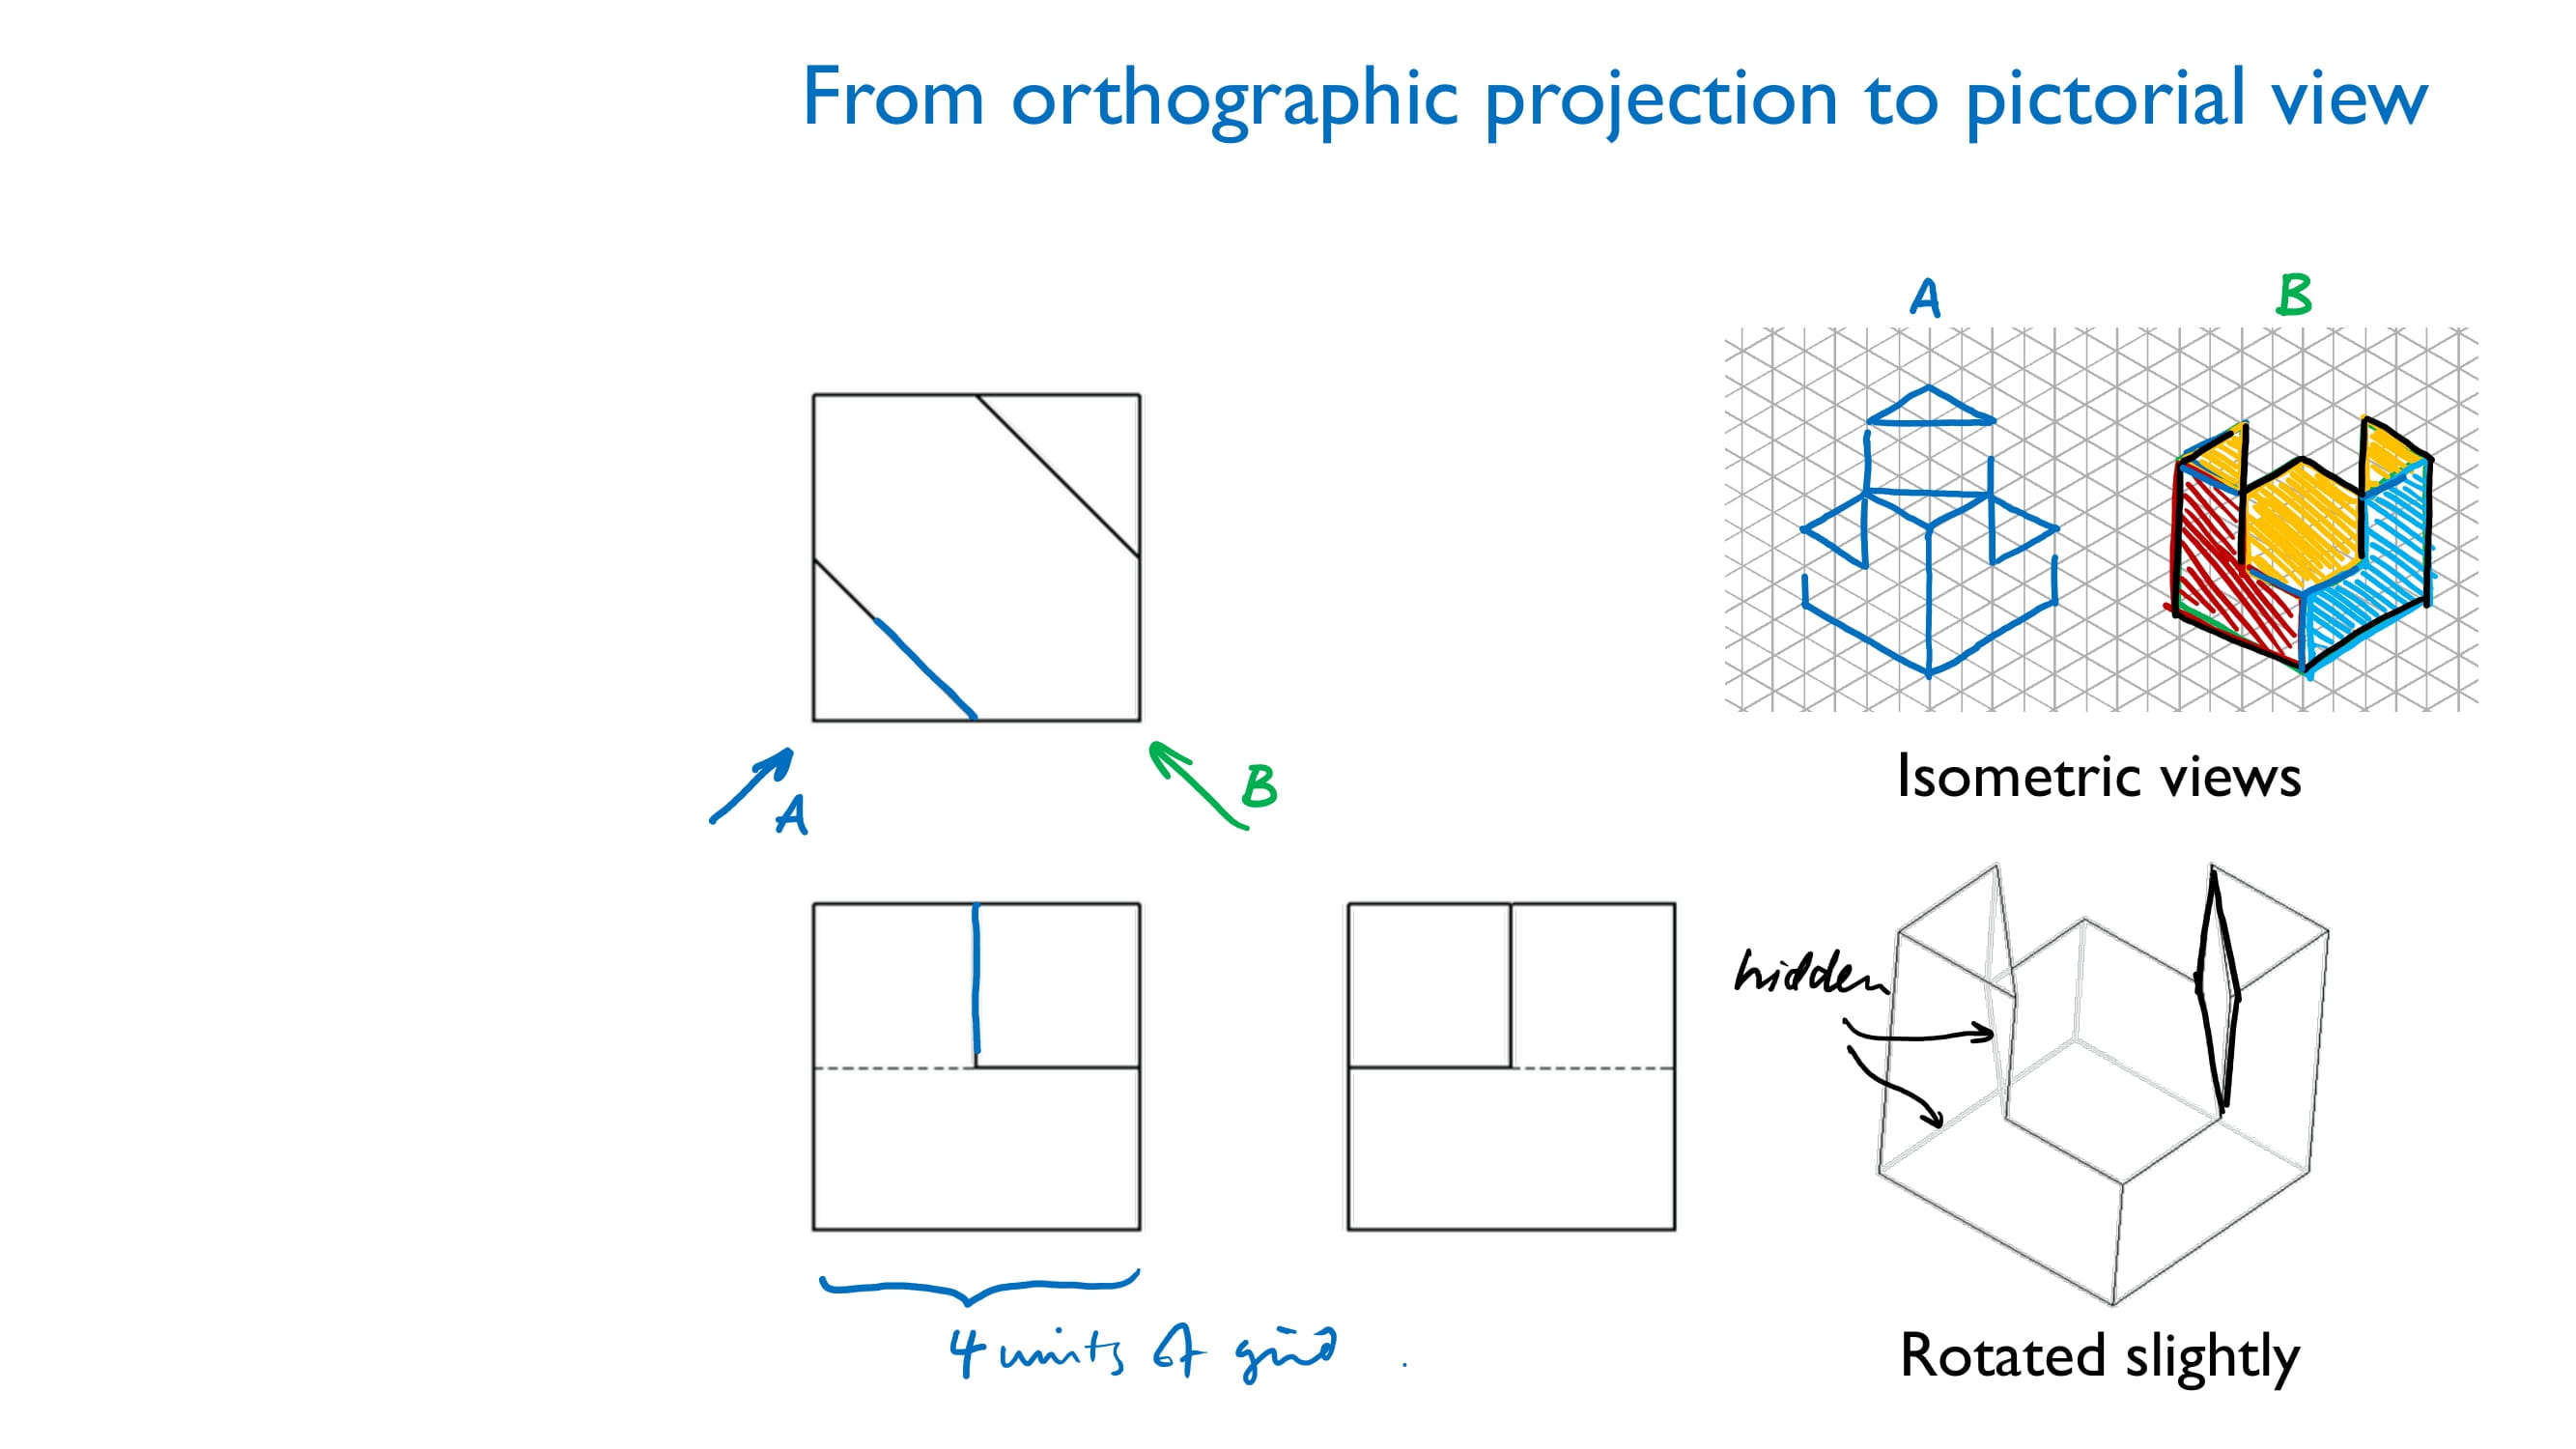 From orthographic projection to pictorial view
A
B
Isometric views
A
B
hidden
4 units of grid .
Rotated slightly